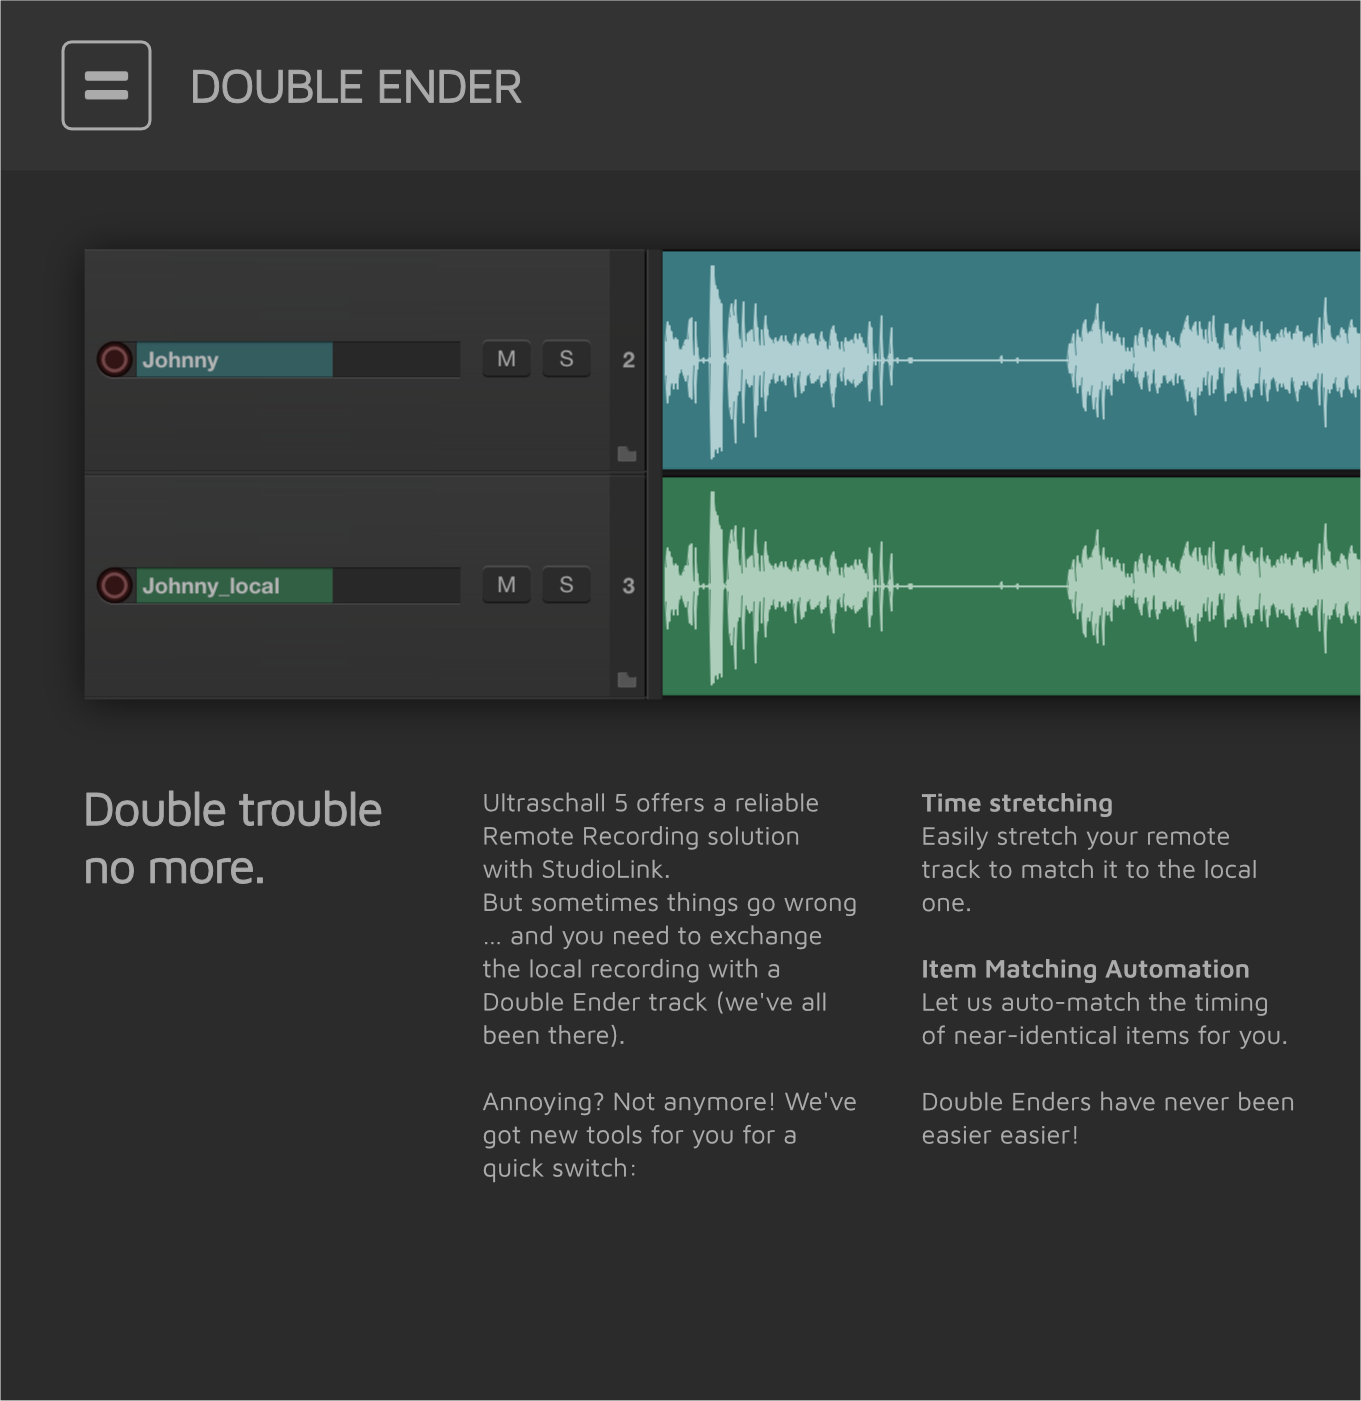 DOUBLE ENDER
Johnny
M
S
2
Johnny_local
M
S
3
Double trouble
no more.
Ultraschall 5 offers a reliable
Remote Recording solution
with StudioLink.
But sometimes things go wrong
... and you need to exchange
the local recording with a
Double Ender track (we've all
been there).
Annoying? Not anymore! We've
got new tools for you for a
quick switch:
Time stretching
Easily stretch your remote
track to match it to the local
one.
Item Matching Automation
Let us auto-match the timing
of near-identical items for you.
Double Enders have never been
easier easier!